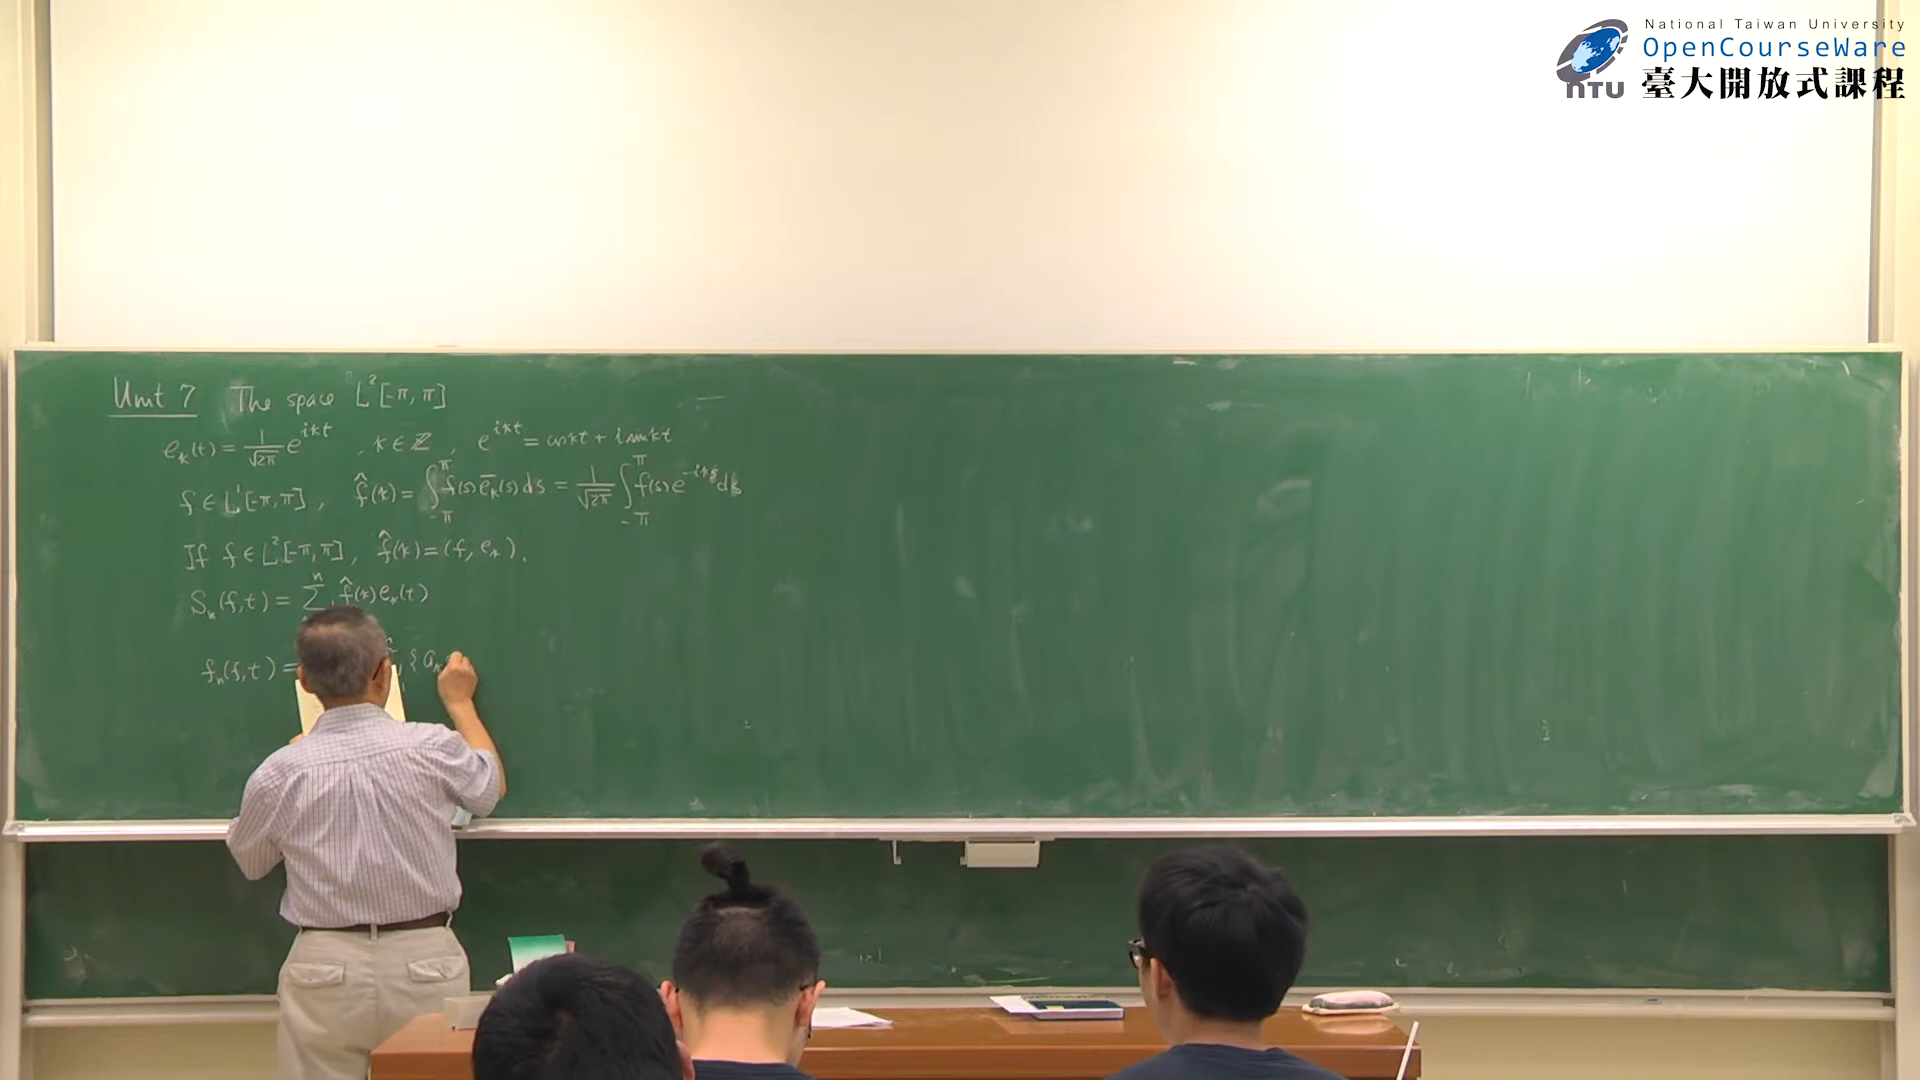 National Taiwan University
OpenCourseWare
臺大開放式課程
NTU
Unit 7 The space L²[-π, π]
e_k(t) = 1/√2π e^{ikt} , k ∈ ℤ , e^{ikt} = cos kt + i sin kt
f ∈ L¹[-π, π] , f̂(k) = ∫_{-π}^{π} f(s) ē_k(s) ds = 1/√2π ∫_{-π}^{π} f(s) e^{-iks} ds
If f ∈ L²[-π, π] , f̂(k) = (f, e_k) .
S_n(f, t) = Σ^n f̂(k) e_k(t)
f_n(f, t) = { a_k